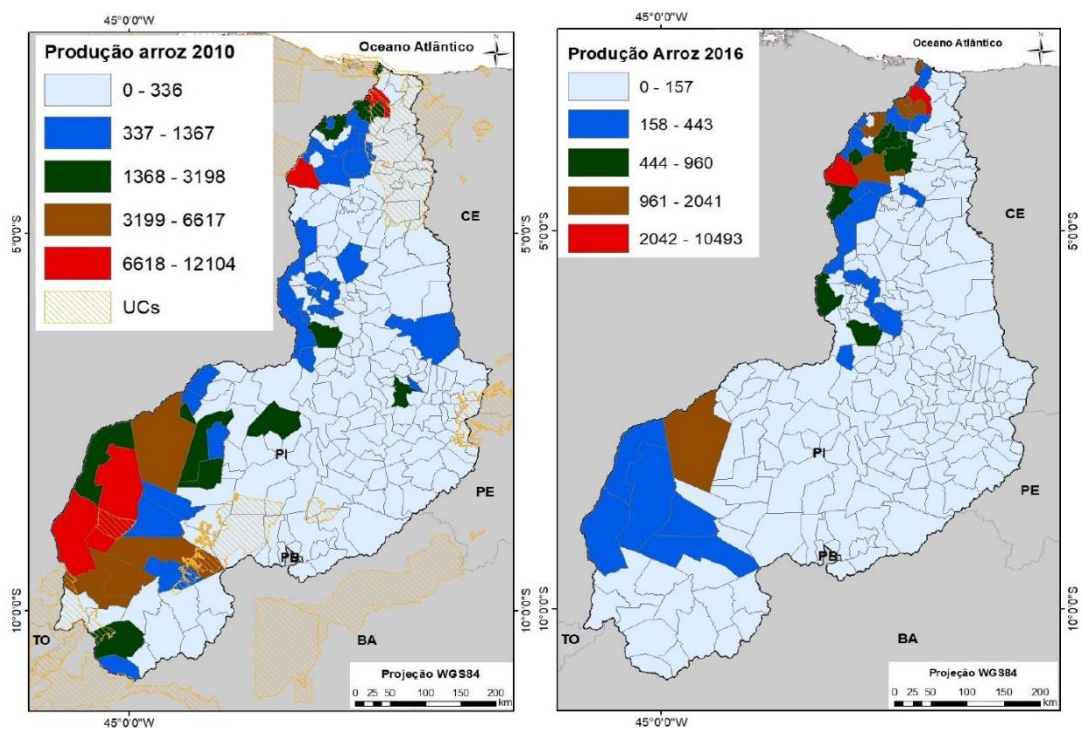 45°0'0"W
Produção arroz 2010
0 - 336
337 - 1367
1368 - 3198
3199 - 6617
6618 - 12104
UCs
Oceano Atlântico
N
5°0'0"S
CE
PI
PE
PB
10°0'0"S
TO
BA
Projeção WGS84
0 25 50 100 150 200
km
45°0'0"W
45°0'0"W
Produção Arroz 2016
0 - 157
158 - 443
444 - 960
961 - 2041
2042 - 10493
Oceano Atlântico
N
5°0'0"S
CE
PI
PE
PB
10°0'0"S
TO
BA
Projeção WGS84
0 25 50 100 150 200
km
45°0'0"W